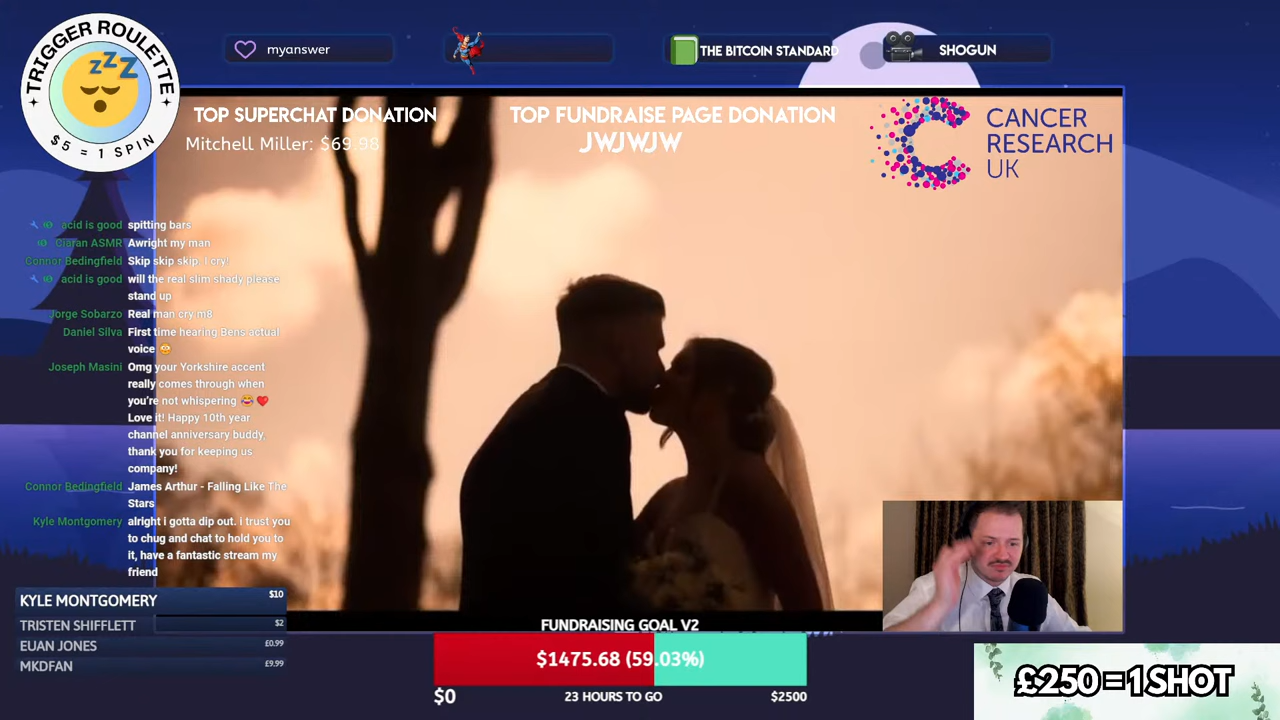 TRIGGER ROULETTE
$5 = 1 SPIN
zzZ
myanswer
THE BITCOIN STANDARD
SHOGUN
TOP SUPERCHAT DONATION
Mitchell Miller: $69.98
TOP FUNDRAISE PAGE DONATION
JWJWJW
CANCER
RESEARCH
UK
acid is good spitting bars
Ciaran ASMR Awright my man
Connor Bedingfield Skip skip skip. I cry!
acid is good will the real slim shady please
stand up
Jorge Sobarzo Real man cry m8
Daniel Silva First time hearing Bens actual
voice
Joseph Masini Omg your Yorkshire accent
really comes through when
you're not whispering 😂 ❤️
Love it! Happy 10th year
channel anniversary buddy,
thank you for keeping us
company!
Connor Bedingfield James Arthur - Falling Like The
Stars
Kyle Montgomery alright i gotta dip out. i trust you
to chug and chat to hold you to
it, have a fantastic stream my
friend
KYLE MONTGOMERY $10
TRISTEN SHIFFLETT $2
EUAN JONES £0.99
MKDFAN £9.99
FUNDRAISING GOAL V2
$1475.68 (59.03%)
$0 23 HOURS TO GO $2500
£250 = 1 SHOT